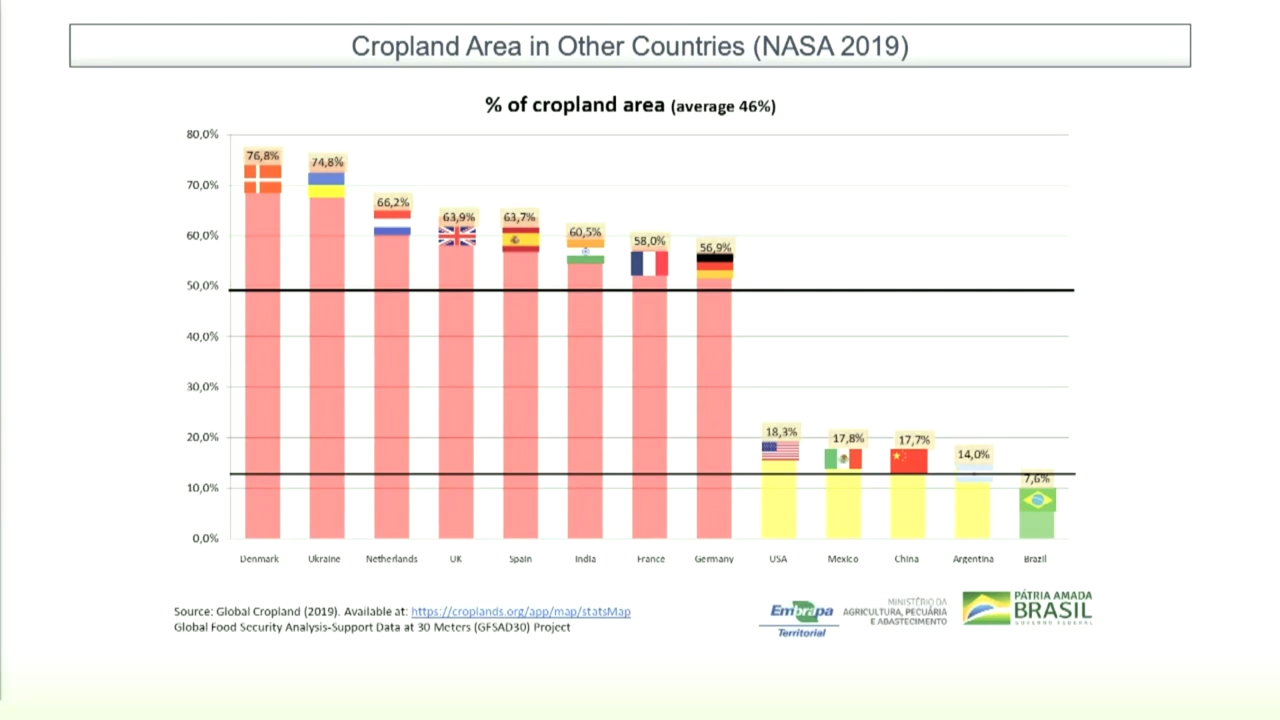 Cropland Area in Other Countries (NASA 2019)
% of cropland area (average 46%)
80,0%
70,0%
60,0%
50,0%
40,0%
30,0%
20,0%
10,0%
0,0%
76,8%
74,8%
66,2%
63,9%
63,7%
60,5%
58,0%
56,9%
18,3%
17,8%
17,7%
14,0%
7,6%
Denmark
Ukraine
Netherlands
UK
Spain
India
France
Germany
USA
Mexico
China
Argentina
Brazil
Source: Global Cropland (2019). Available at: https://croplands.org/app/map/statsMap
Global Food Security Analysis-Support Data at 30 Meters (GFSAD30) Project
Embrapa
Territorial
MINISTÉRIO DA
AGRICULTURA, PECUÁRIA
E ABASTECIMENTO
PÁTRIA AMADA
BRASIL
GOVERNO FEDERAL